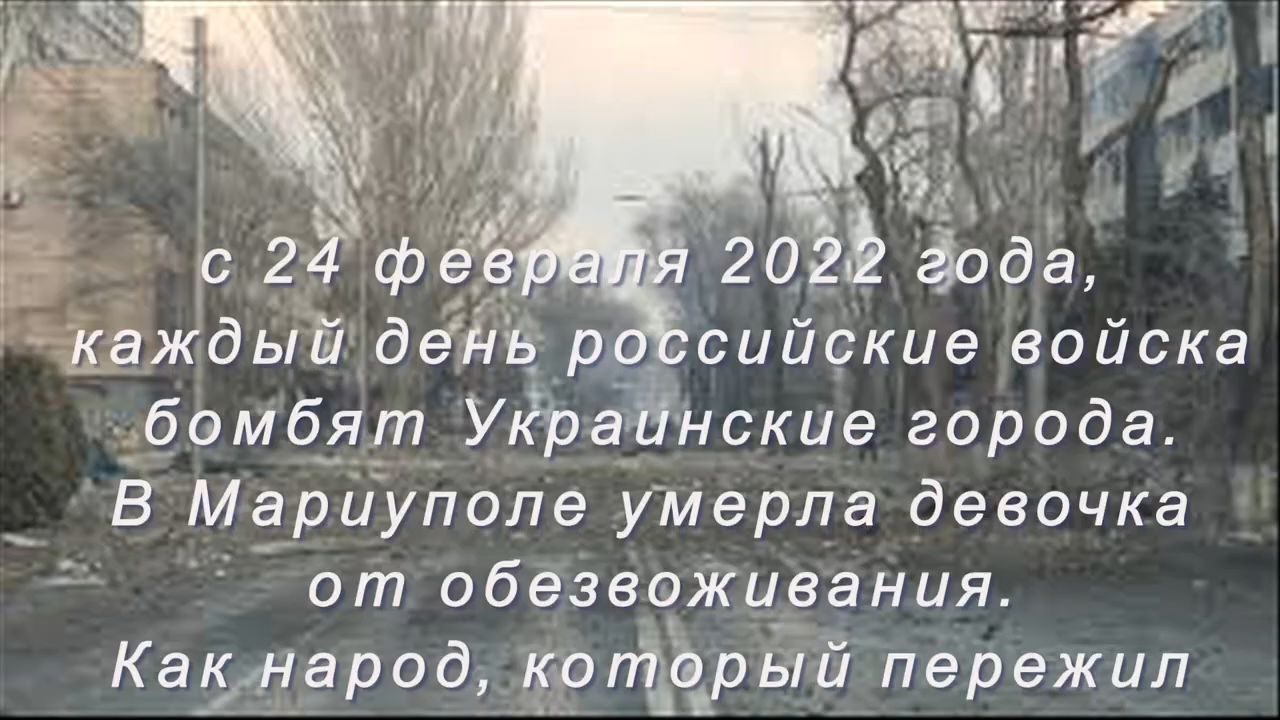 с 24 февраля 2022 года,
каждый день российские войска
бомбят Украинские города.
В Мариуполе умерла девочка
от обезвоживания.
Как народ, который пережил